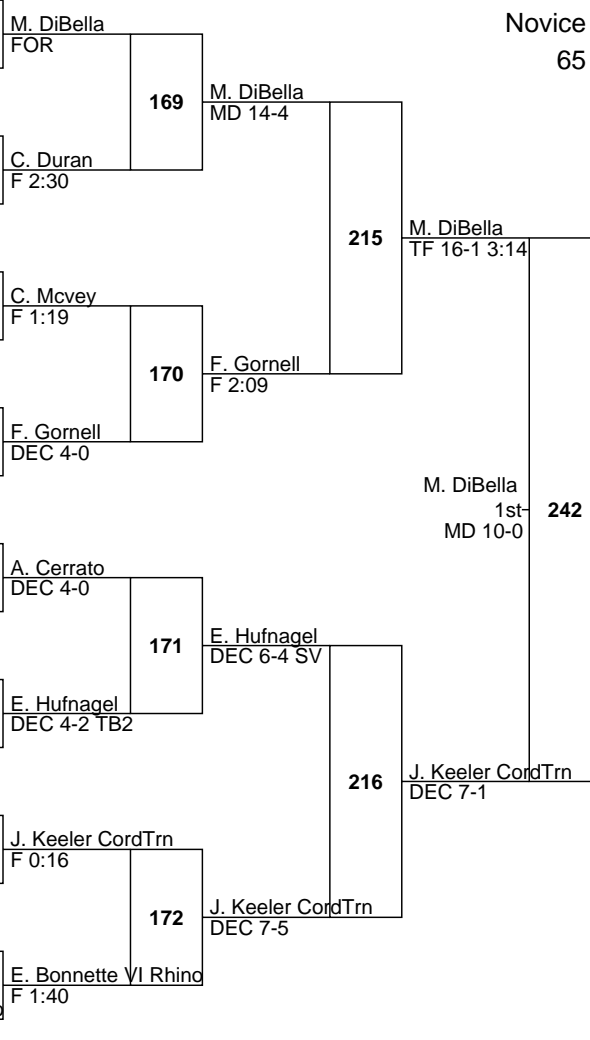 Novice
65
M. DiBella
FOR
169
M. DiBella
MD 14-4
C. Duran
F 2:30
215
M. DiBella
TF 16-1 3:14
C. Mcvey
F 1:19
170
F. Gornell
F 2:09
F. Gornell
DEC 4-0
M. DiBella
1st
MD 10-0
242
A. Cerrato
DEC 4-0
171
E. Hufnagel
DEC 6-4 SV
E. Hufnagel
DEC 4-2 TB2
216
J. Keeler CordTrn
DEC 7-1
J. Keeler CordTrn
F 0:16
172
J. Keeler CordTrn
DEC 7-5
E. Bonnette VI Rhino
F 1:40